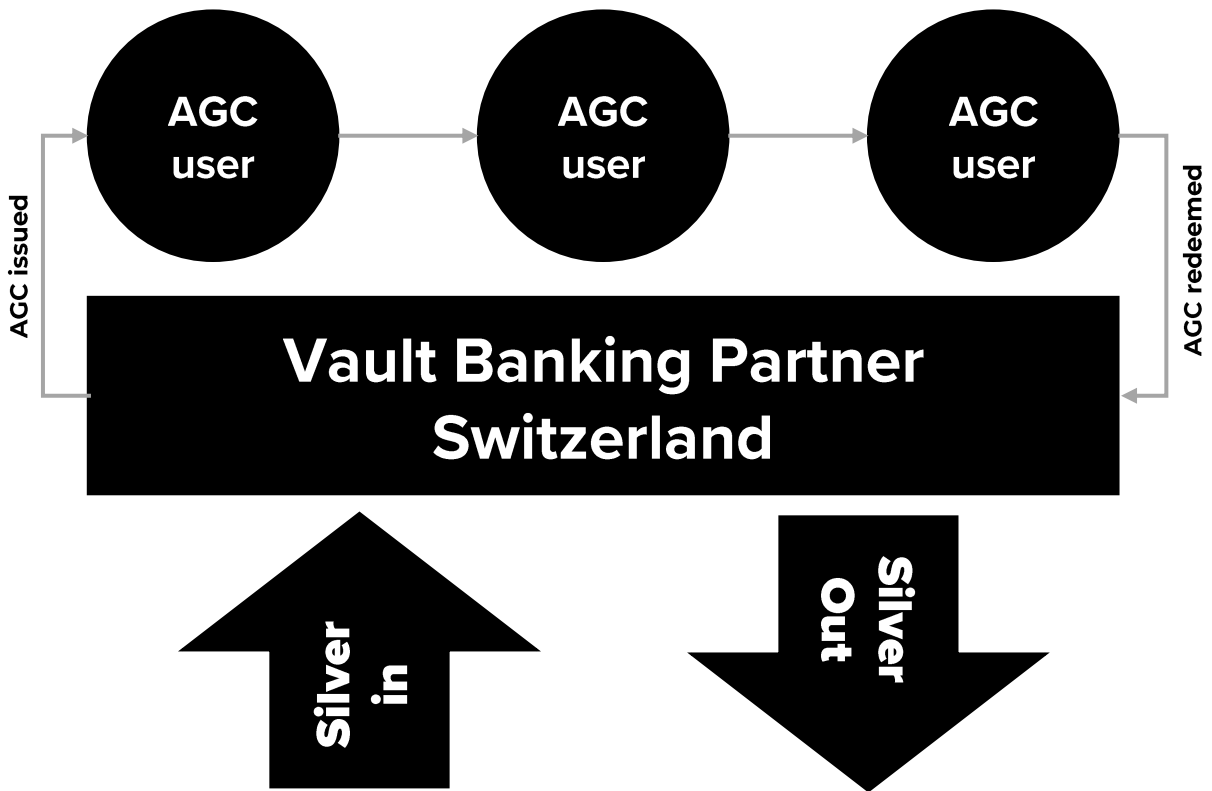 AGC
user
AGC
user
AGC
user
AGC issued
AGC redeemed
Vault Banking Partner
Switzerland
Silver
in
Silver
Out